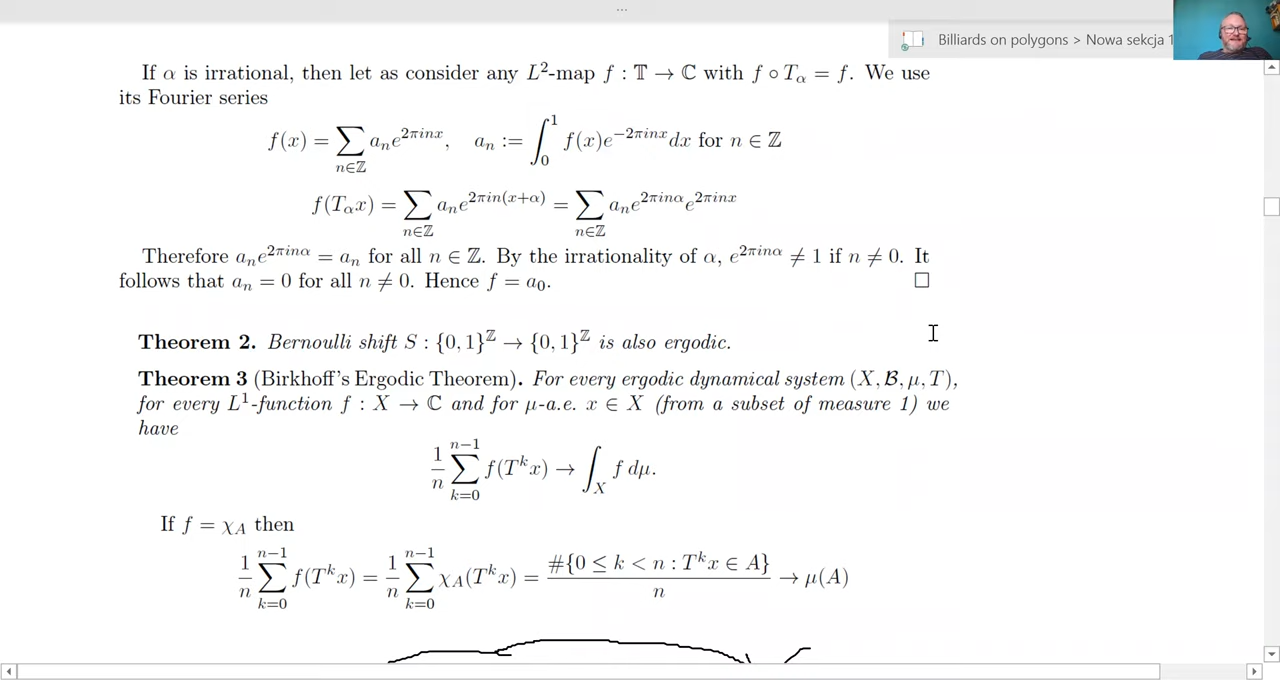 ...
Billiards on polygons > Nowa sekcja 1
If α is irrational, then let as consider any L²-map f : 𝕋 → ℂ with f ∘ T_α = f. We use
its Fourier series
f(x) = ∑_{n∈ℤ} a_n e^{2πinx}, a_n := ∫_0^1 f(x)e^{−2πinx}dx for n ∈ ℤ
f(T_α x) = ∑_{n∈ℤ} a_n e^{2πin(x+α)} = ∑_{n∈ℤ} a_n e^{2πinα} e^{2πinx}
Therefore a_n e^{2πinα} = a_n for all n ∈ ℤ. By the irrationality of α, e^{2πinα} ≠ 1 if n ≠ 0. It
follows that a_n = 0 for all n ≠ 0. Hence f = a_0. □
Theorem 2. Bernoulli shift S : {0, 1}^ℤ → {0, 1}^ℤ is also ergodic.
Theorem 3 (Birkhoff's Ergodic Theorem). For every ergodic dynamical system (X, ℬ, μ, T),
for every L¹-function f : X → ℂ and for μ-a.e. x ∈ X (from a subset of measure 1) we
have
1/n ∑_{k=0}^{n−1} f(T^k x) → ∫_X f dμ.
If f = χ_A then
1/n ∑_{k=0}^{n−1} f(T^k x) = 1/n ∑_{k=0}^{n−1} χ_A(T^k x) = #{0 ≤ k < n : T^k x ∈ A}/n → μ(A)